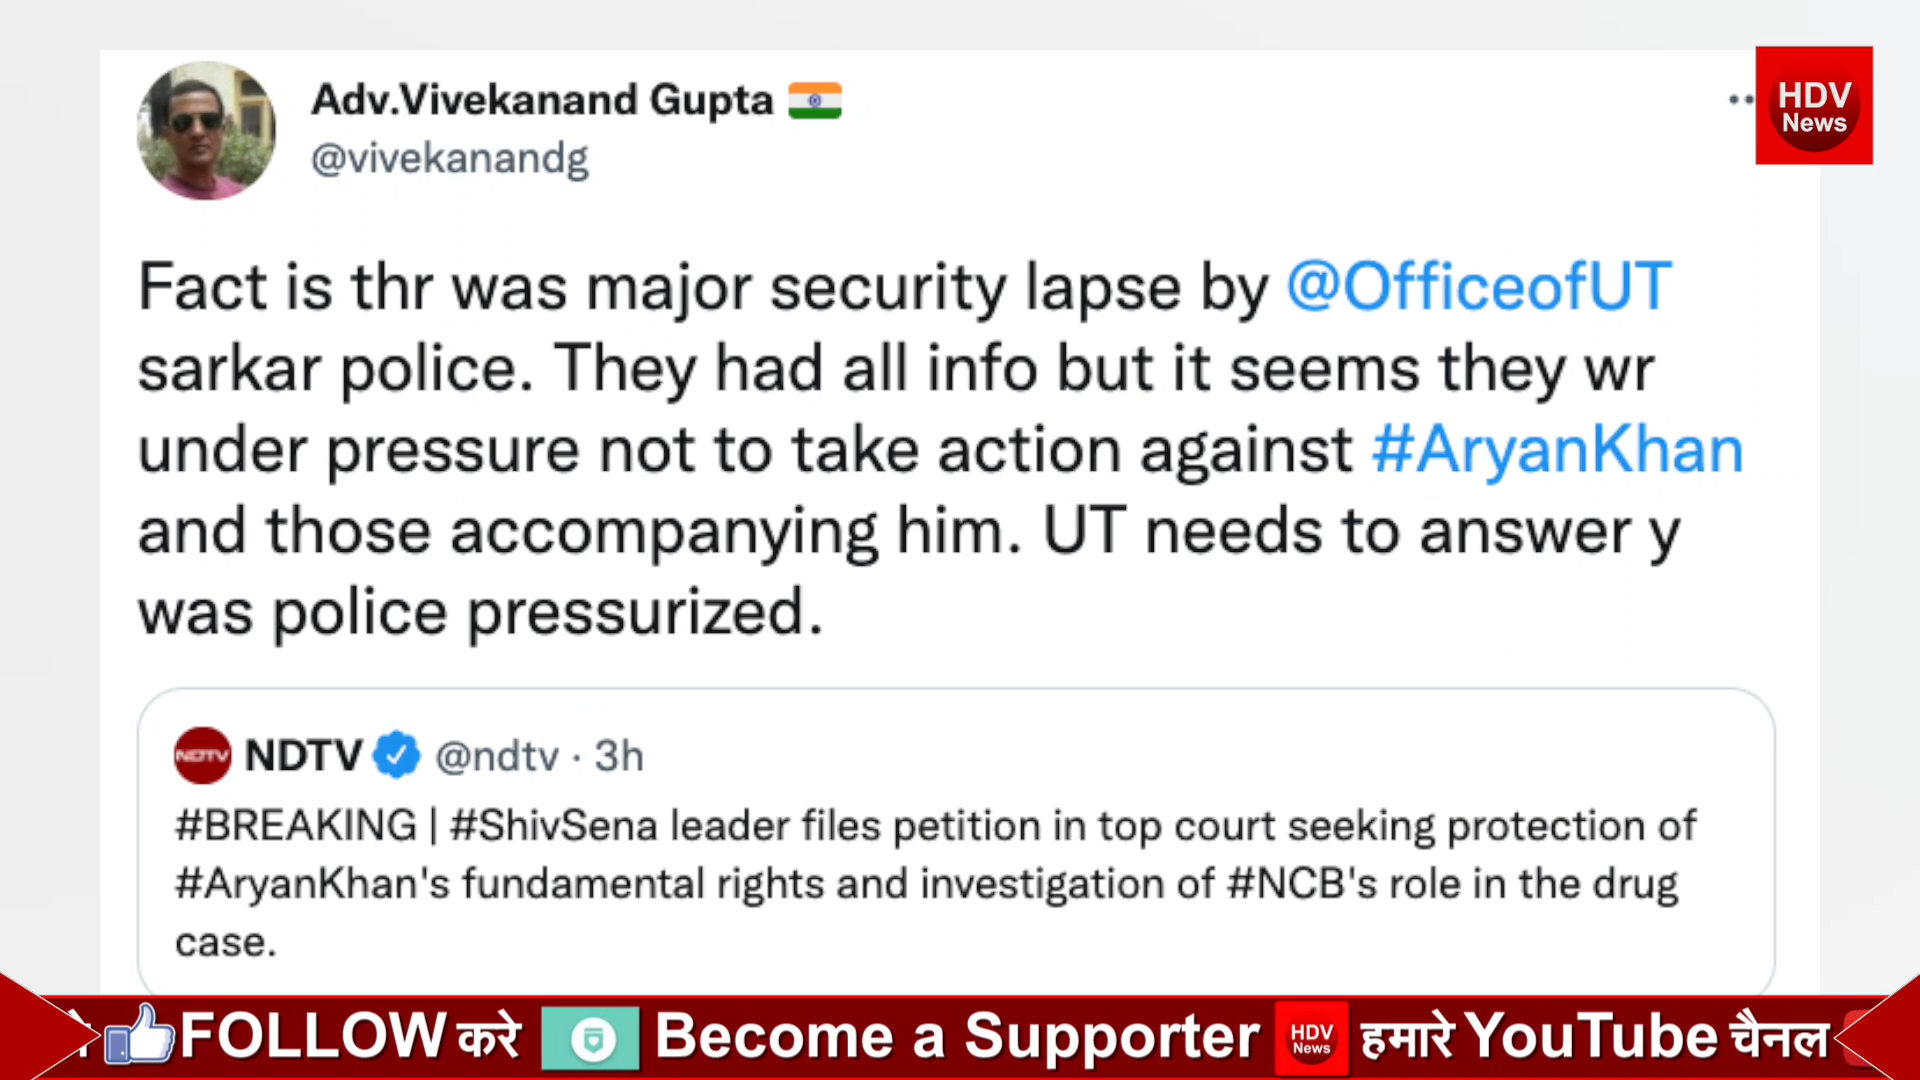 Adv.Vivekanand Gupta
@vivekanandg
HDV
News
Fact is thr was major security lapse by @OfficeofUT
sarkar police. They had all info but it seems they wr
under pressure not to take action against #AryanKhan
and those accompanying him. UT needs to answer y
was police pressurized.
NDTV NDTV @ndtv · 3h
#BREAKING | #ShivSena leader files petition in top court seeking protection of
#AryanKhan's fundamental rights and investigation of #NCB's role in the drug
case.
FOLLOW करे Become a Supporter HDV News हमारे YouTube चैनल